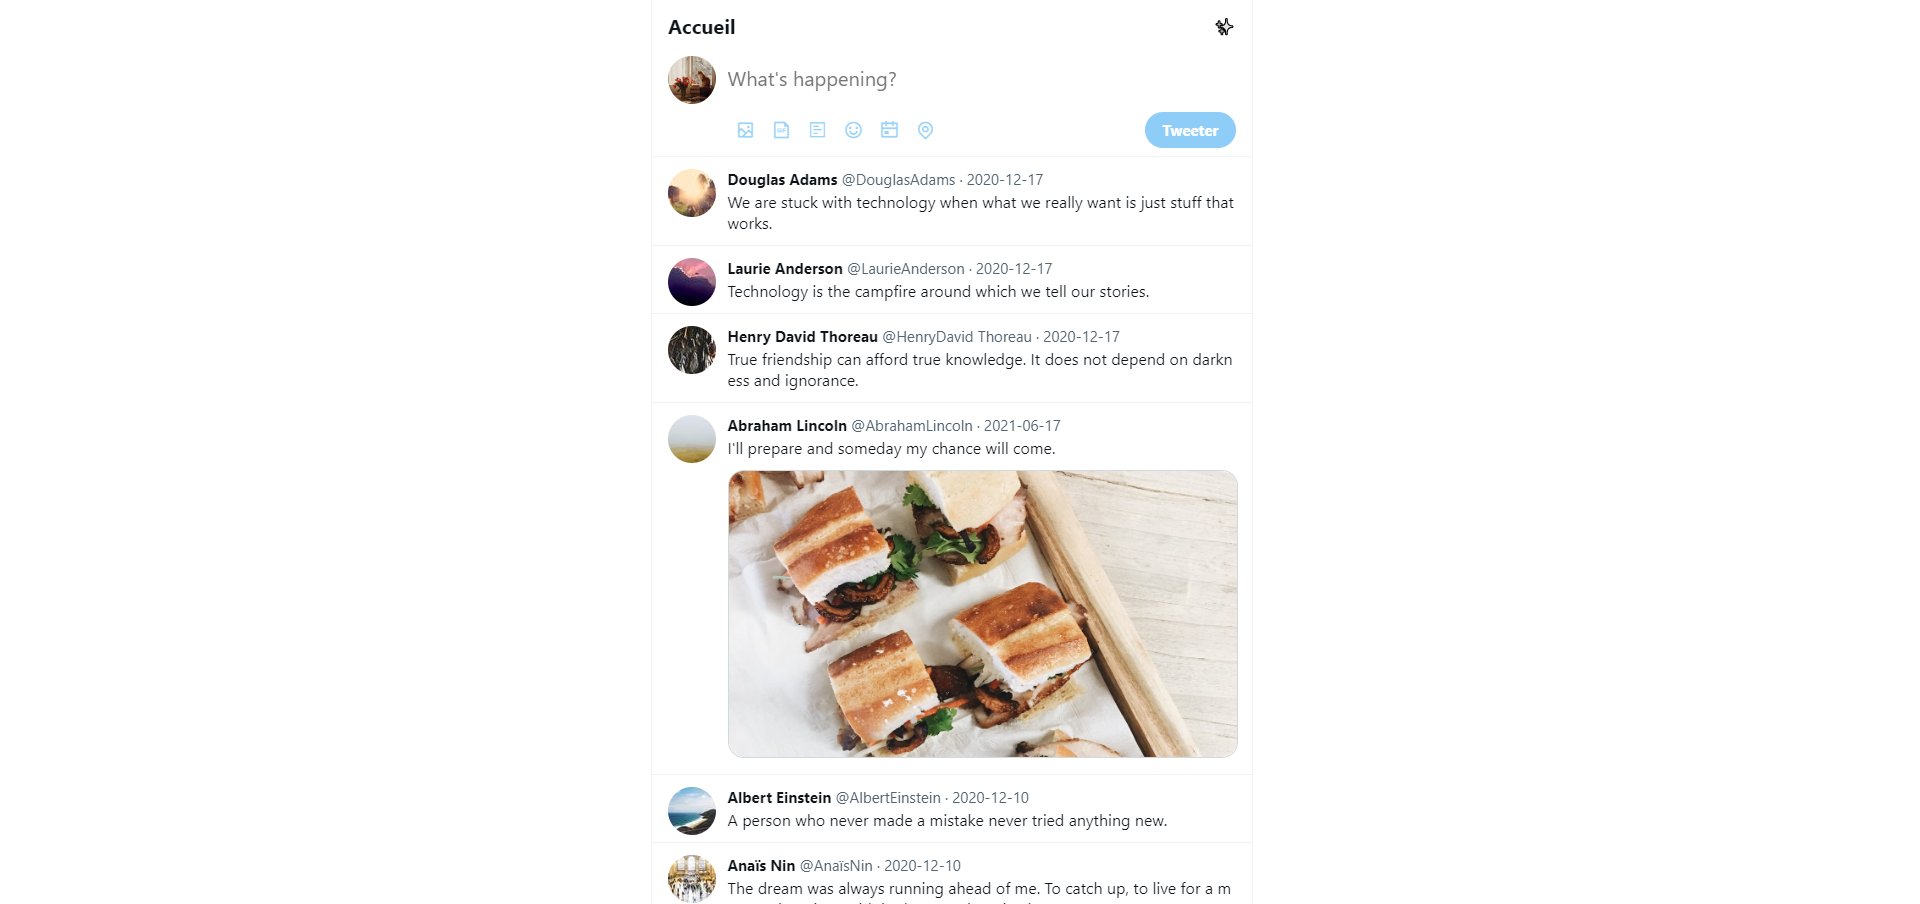 Accueil
What's happening?
Tweeter
Douglas Adams @DouglasAdams · 2020-12-17
We are stuck with technology when what we really want is just stuff that
works.
Laurie Anderson @LaurieAnderson · 2020-12-17
Technology is the campfire around which we tell our stories.
Henry David Thoreau @HenryDavid Thoreau · 2020-12-17
True friendship can afford true knowledge. It does not depend on darkn
ess and ignorance.
Abraham Lincoln @AbrahamLincoln · 2021-06-17
I'll prepare and someday my chance will come.
Albert Einstein @AlbertEinstein · 2020-12-10
A person who never made a mistake never tried anything new.
Anaïs Nin @AnaïsNin · 2020-12-10
The dream was always running ahead of me. To catch up, to live for a m